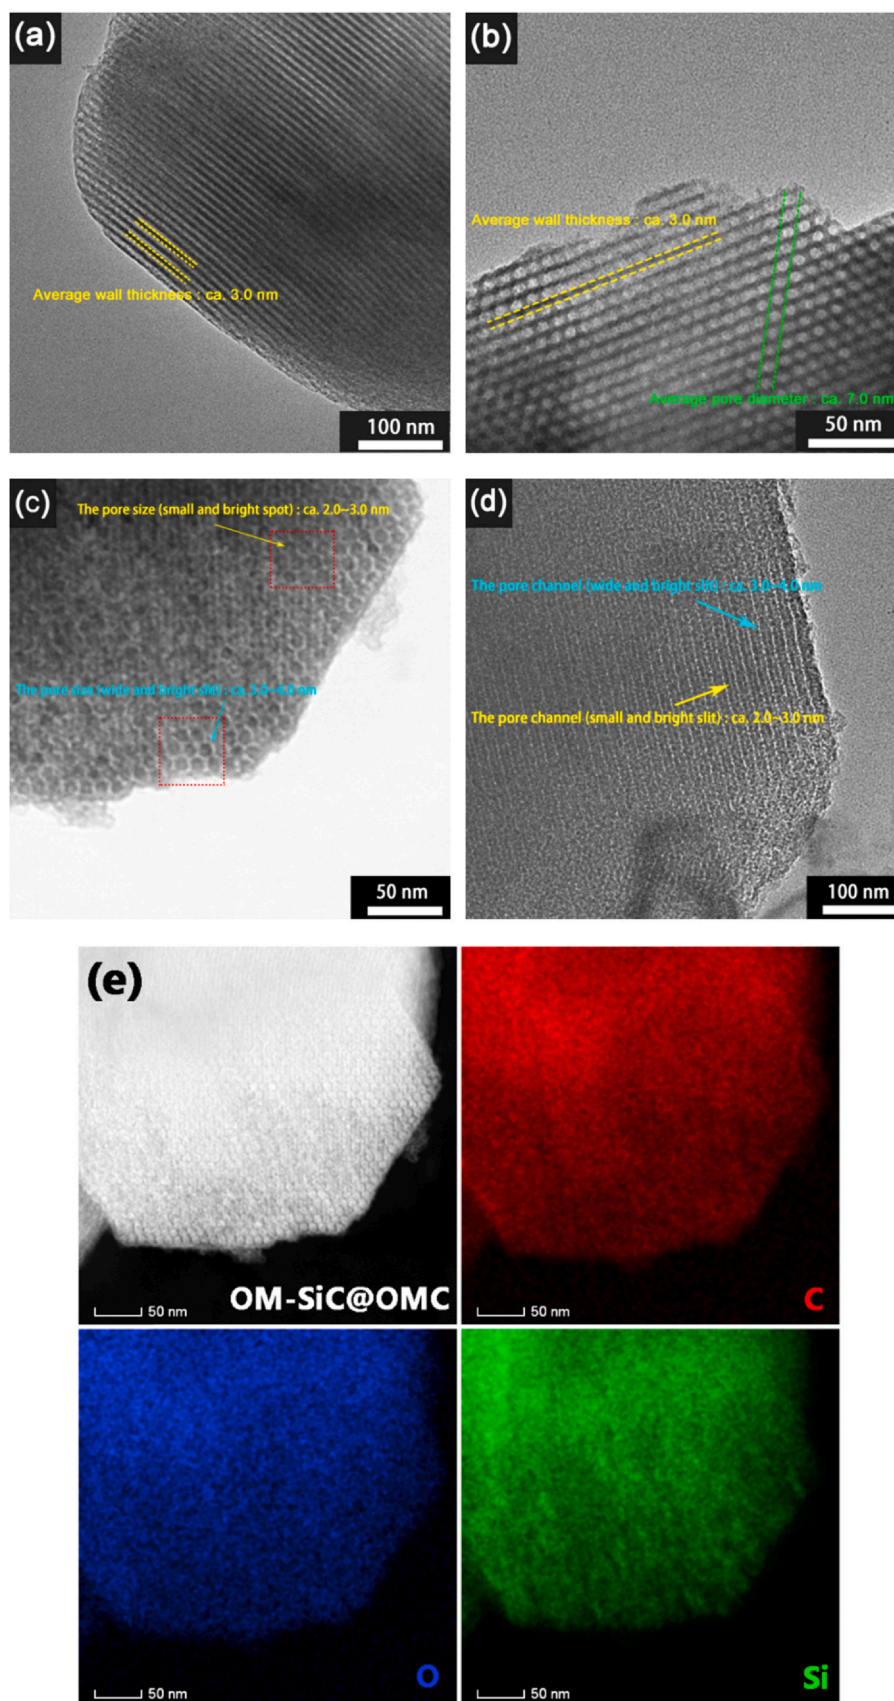 (a)
Average wall thickness : ca. 3.0 nm
100 nm
(b)
Average wall thickness : ca. 3.0 nm
Average pore diameter : ca. 7.0 nm
50 nm
(c)
The pore size (small and bright spot) : ca. 2.0~3.0 nm
The pore size (wide and bright slit) : ca. 3.0~4.0 nm
50 nm
(d)
The pore channel (wide and bright slit) : ca. 3.0~4.0 nm
The pore channel (small and bright slit) : ca. 2.0~3.0 nm
100 nm
(e)
OM-SiC@OMC
50 nm
C
50 nm
O
50 nm
Si
50 nm